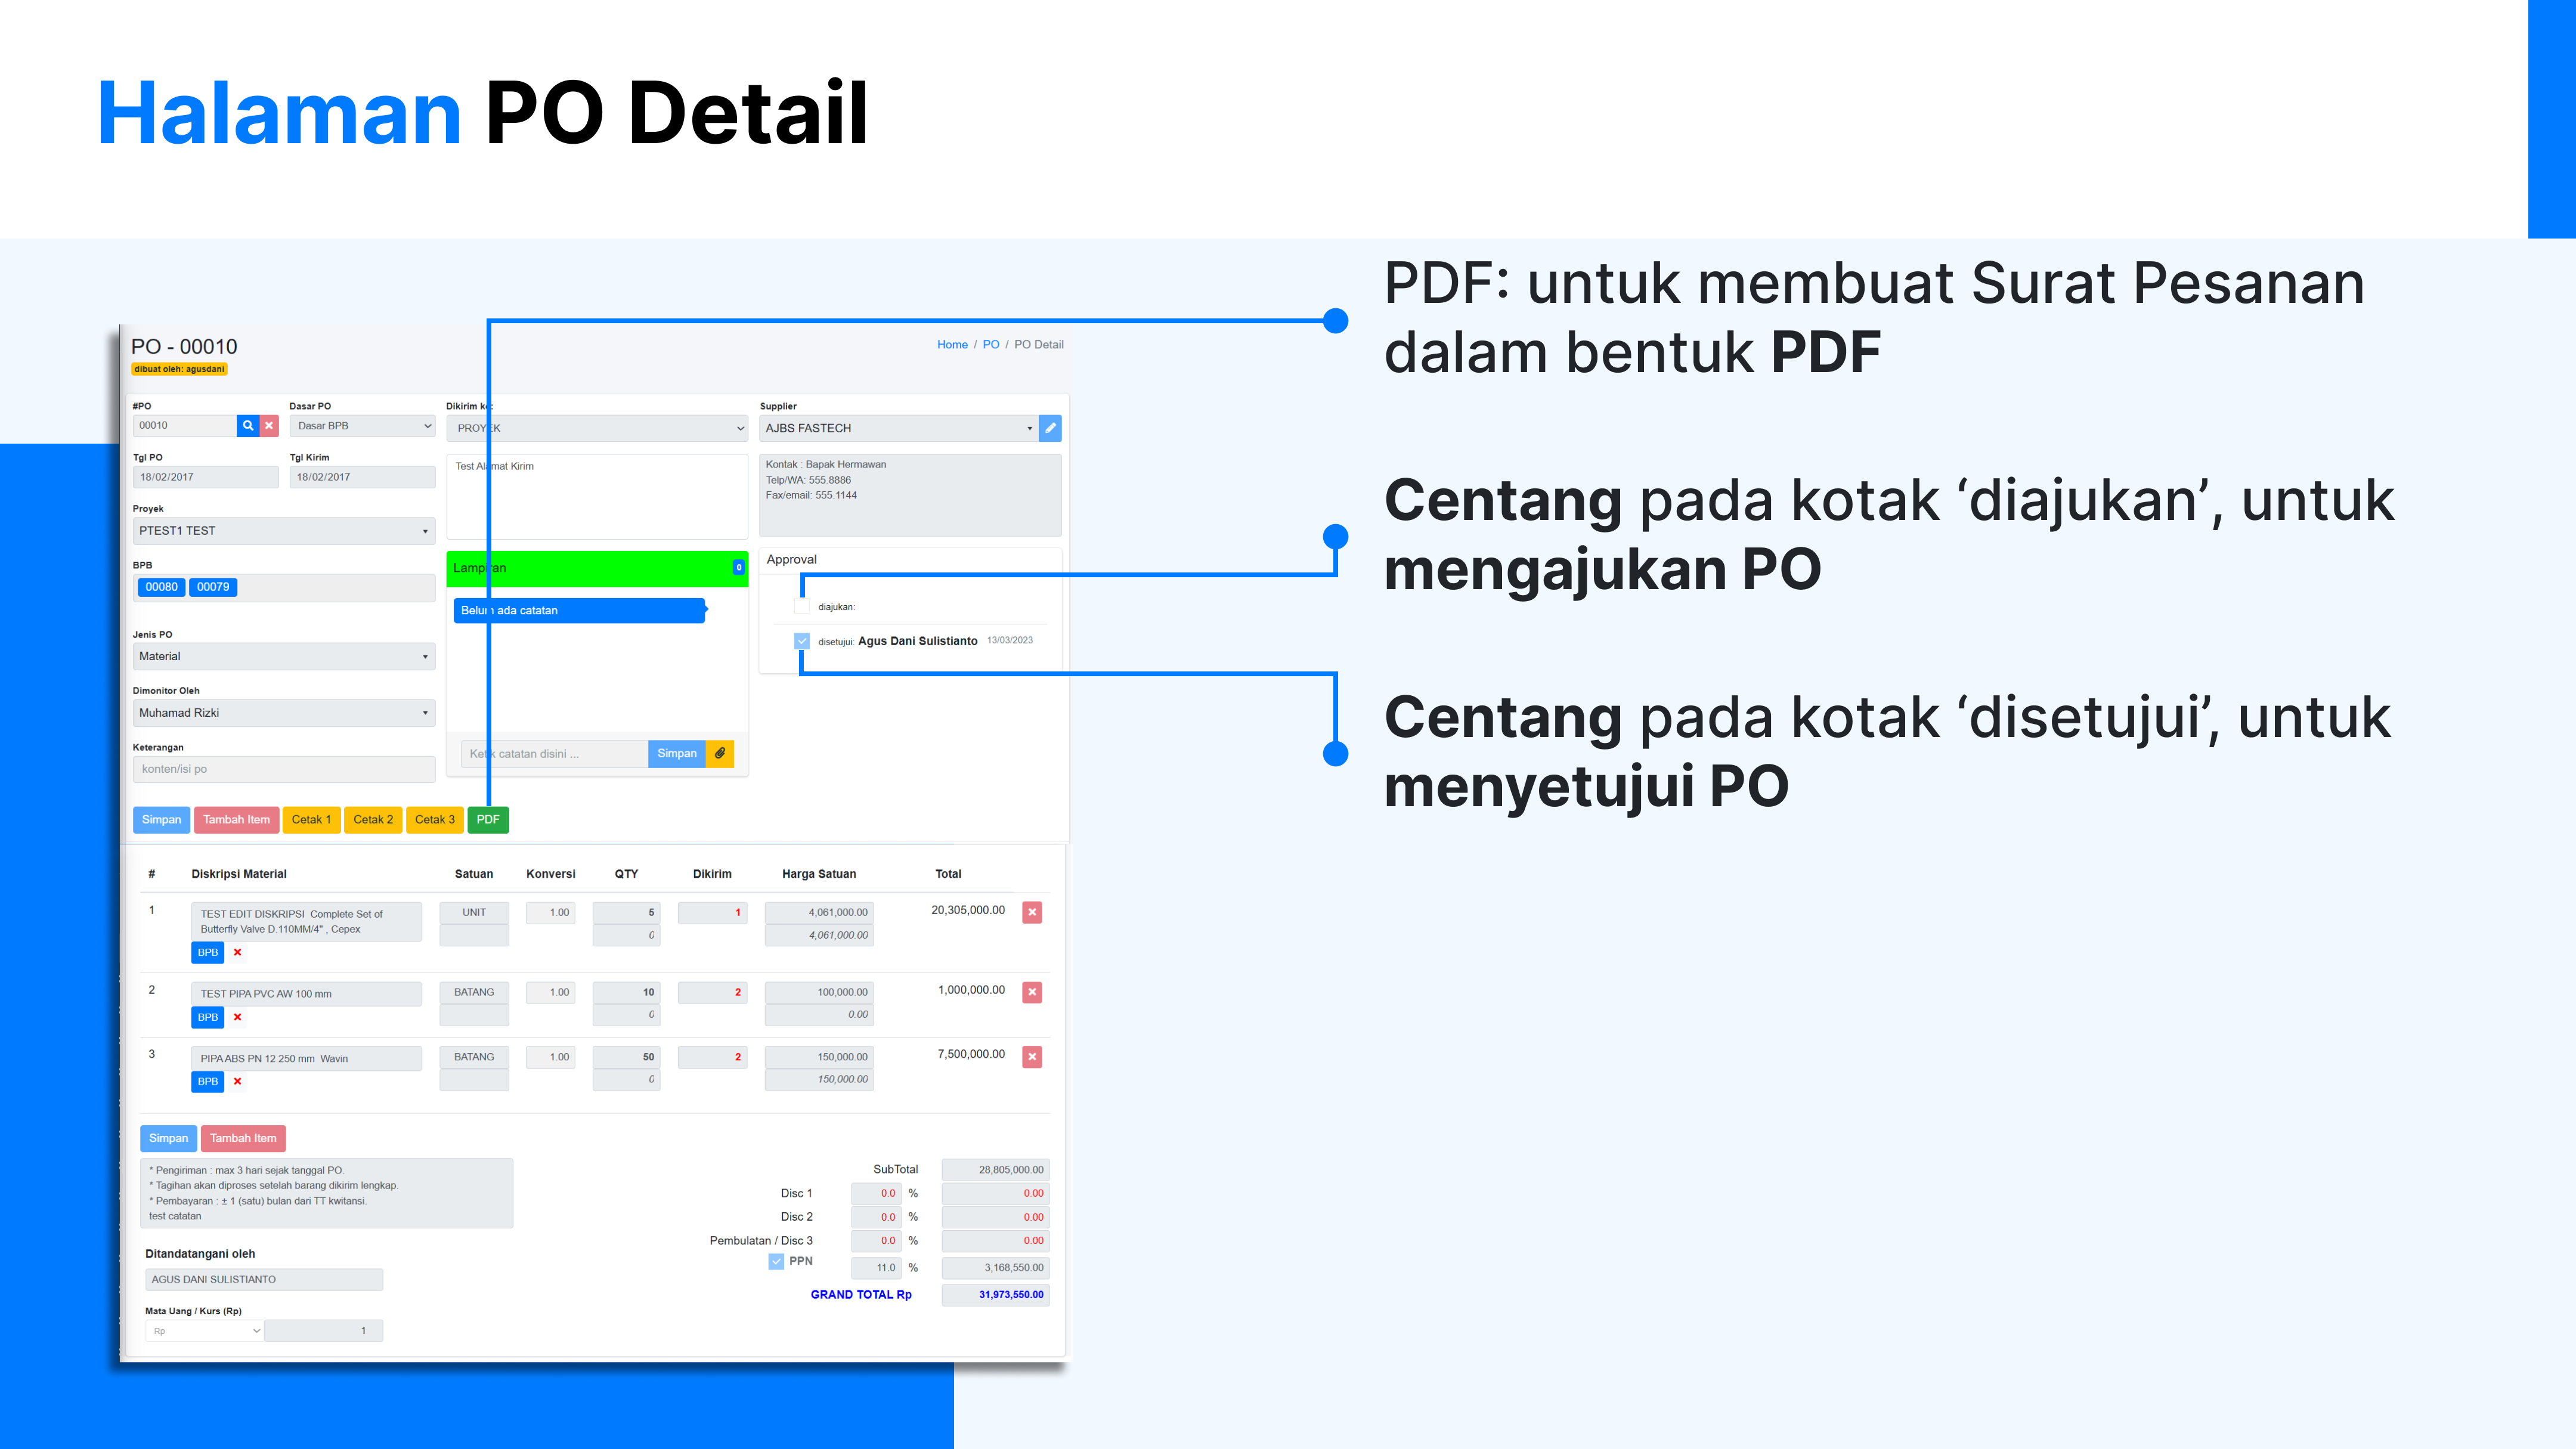 Halaman PO Detail
PDF: untuk membuat Surat Pesanan
dalam bentuk PDF
Centang pada kotak ‘diajukan’, untuk
mengajukan PO
Centang pada kotak ‘disetujui’, untuk
menyetujui PO
PO - 00010
dibuat oleh: agusdani
Home / PO / PO Detail
#PO
00010
Dasar PO
Dasar BPB
Tgl PO
18/02/2017
Tgl Kirim
18/02/2017
Proyek
PTEST1 TEST
BPB
00080 00079
Jenis PO
Material
Dimonitor Oleh
Muhamad Rizki
Keterangan
konten/isi po
Dikirim ke:
PROYEK
Test Alamat Kirim
Lampiran 0
Belum ada catatan
Ketik catatan disini ... Simpan
Supplier
AJBS FASTECH
Kontak : Bapak Hermawan
Telp/WA: 555.8886
Fax/email: 555.1144
Approval
diajukan:
disetujui: Agus Dani Sulistianto 13/03/2023
Simpan Tambah Item Cetak 1 Cetak 2 Cetak 3 PDF
# Diskripsi Material Satuan Konversi QTY Dikirim Harga Satuan Total
1 TEST EDIT DISKRIPSI Complete Set of UNIT 1.00 5 1 4,061,000.00 20,305,000.00
Butterfly Valve D.110MM/4" , Cepex 0 4,061,000.00
BPB
2 TEST PIPA PVC AW 100 mm BATANG 1.00 10 2 100,000.00 1,000,000.00
BPB 0 0.00
3 PIPA ABS PN 12 250 mm Wavin BATANG 1.00 50 2 150,000.00 7,500,000.00
BPB 0 150,000.00
Simpan Tambah Item
* Pengiriman : max 3 hari sejak tanggal PO.
* Tagihan akan diproses setelah barang dikirim lengkap.
* Pembayaran : ± 1 (satu) bulan dari TT kwitansi.
test catatan
Ditandatangani oleh
AGUS DANI SULISTIANTO
Mata Uang / Kurs (Rp)
Rp 1
SubTotal 28,805,000.00
Disc 1 0.0 % 0.00
Disc 2 0.0 % 0.00
Pembulatan / Disc 3 0.0 % 0.00
PPN 11.0 % 3,168,550.00
GRAND TOTAL Rp 31,973,550.00